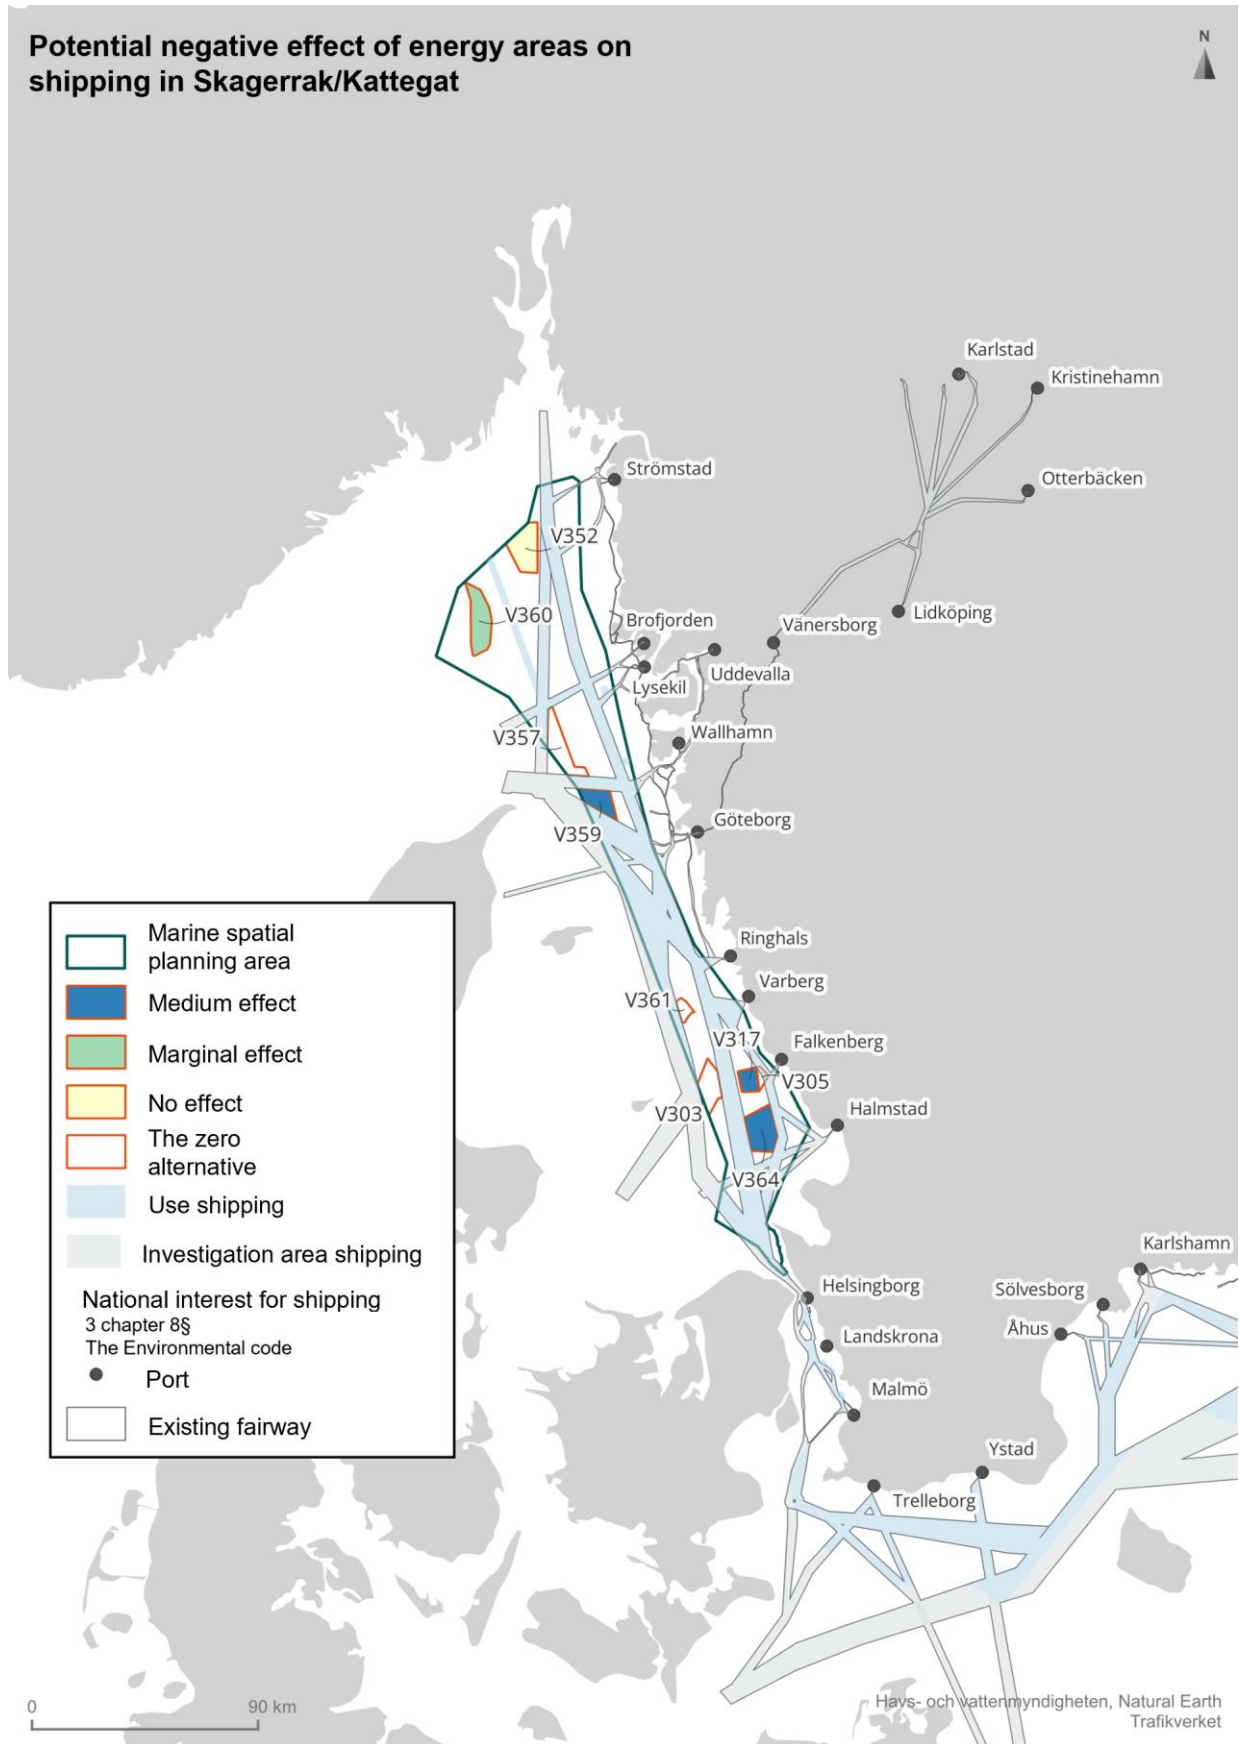 Potential negative effect of energy areas on
shipping in Skagerrak/Kattegat
N
Karlstad
Kristinehamn
Strömstad
Otterbäcken
V352
V360
Brofjorden
Vänersborg
Lidköping
Uddevalla
Lysekil
V357
Wallhamn
V359
Göteborg
Ringhals
V361
Varberg
V317
Falkenberg
V305
V303
Halmstad
V364
Karlshamn
Helsingborg
Sölvesborg
Åhus
Landskrona
Malmö
Ystad
Trelleborg
Marine spatial
planning area
Medium effect
Marginal effect
No effect
The zero
alternative
Use shipping
Investigation area shipping
National interest for shipping
3 chapter 8§
The Environmental code
Port
Existing fairway
0 90 km
Havs- och vattenmyndigheten, Natural Earth
Trafikverket